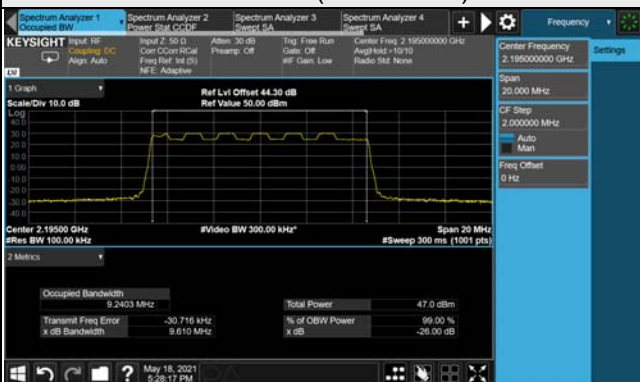 Spectrum Analyzer 1
Occupied BW
Spectrum Analyzer 2
Power Stat CCDF
Spectrum Analyzer 3
Swept SA
Spectrum Analyzer 4
Swept SA
Frequency
KEYSIGHT
Input: RF
Coupling: DC
Align: Auto
Input Z: 50 Ω
Corr CCorr RCal
Freq Ref: Int (S)
NFE: Adaptive
Atten: 30 dB
Preamp: Off
Trig: Free Run
Gate: Off
#IF Gain: Low
Center Freq: 2.195000000 GHz
Avg|Hold:>10/10
Radio Std: None
Center Frequency
2.195000000 GHz
Settings
Span
20.000 MHz
CF Step
2.000000 MHz
Auto
Man
Freq Offset
0 Hz
1 Graph
Scale/Div 10.0 dB
Ref Lvl Offset 44.30 dB
Ref Value 50.00 dBm
Log
40.0
30.0
20.0
10.0
0.00
-10.0
-20.0
-30.0
-40.0
Center 2.19500 GHz
#Res BW 100.00 kHz
#Video BW 300.00 kHz*
Span 20 MHz
#Sweep 300 ms (1001 pts)
2 Metrics
Occupied Bandwidth
9.2403 MHz
Total Power
47.0 dBm
Transmit Freq Error
-30.716 kHz
% of OBW Power
99.00 %
x dB Bandwidth
9.610 MHz
x dB
-26.00 dB
May 18, 2021
5:28:17 PM